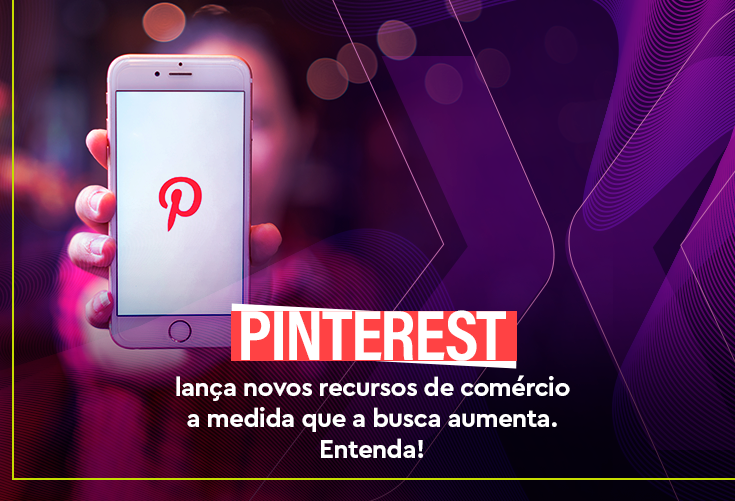 PINTEREST
lança novos recursos de comércio
a medida que a busca aumenta.
Entenda!